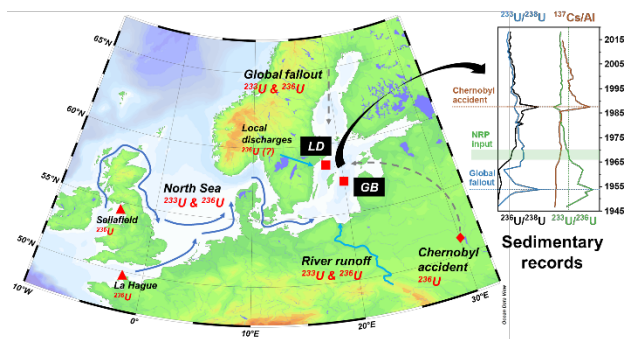 65°N
60°N
55°N
50°N
10°W
0°
10°E
20°E
30°E
Global fallout
233U & 236U
Local
discharges
236U (?)
LD
GB
North Sea
233U & 236U
Sellafield
236U
La Hague
236U
River runoff
233U & 236U
Chernobyl
accident
236U
Ocean Data View
233U/238U
137Cs/Al
Chernobyl
accident
NRP
input
Global
fallout
2015
2005
1995
1985
1975
1965
1955
1945
236U/238U
233U/236U
Sedimentary
records